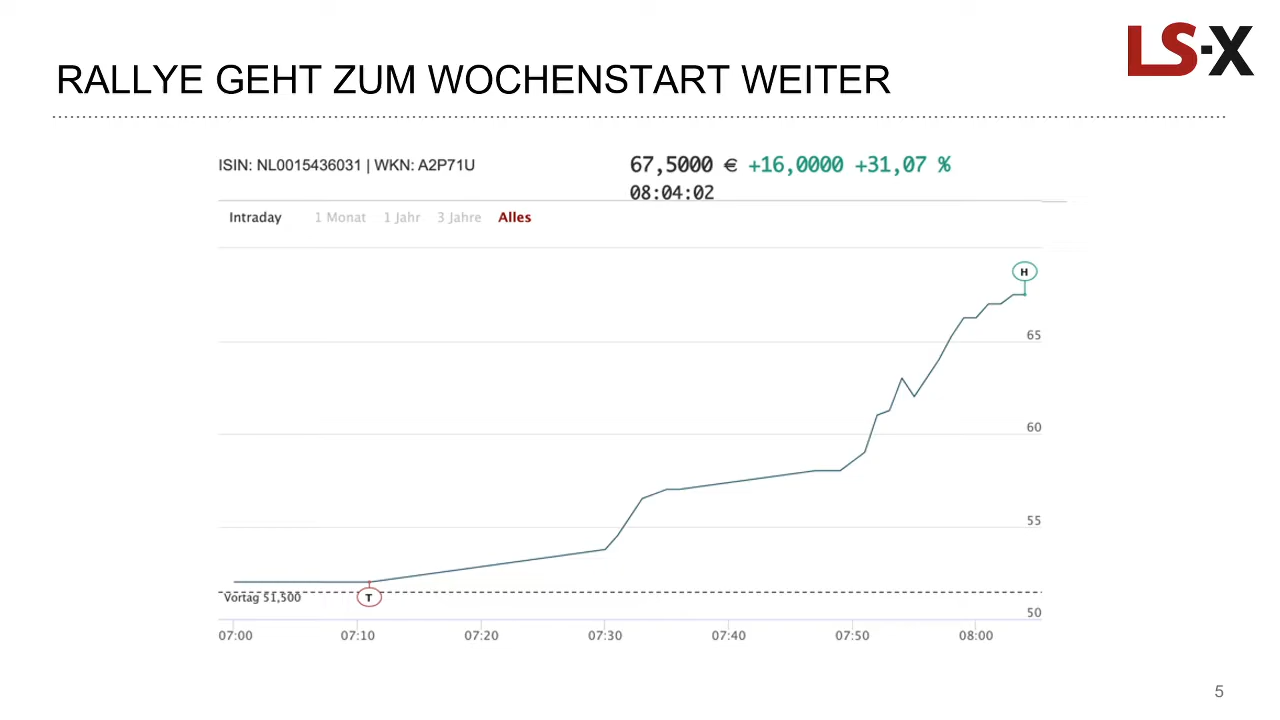 LS-X
RALLYE GEHT ZUM WOCHENSTART WEITER
ISIN: NL0015436031 | WKN: A2P71U
67,5000 € +16,0000 +31,07 %
08:04:02
Intraday 1 Monat 1 Jahr 3 Jahre Alles
H
65
60
55
Vortag 51,500
T
50
07:00 07:10 07:20 07:30 07:40 07:50 08:00
5